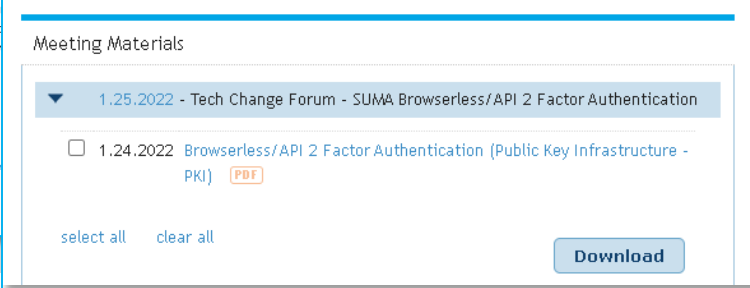 Meeting Materials
1.25.2022 - Tech Change Forum - SUMA Browserless/API 2 Factor Authentication
1.24.2022 Browserless/API 2 Factor Authentication (Public Key Infrastructure -
PKI) PDF
select all clear all
Download